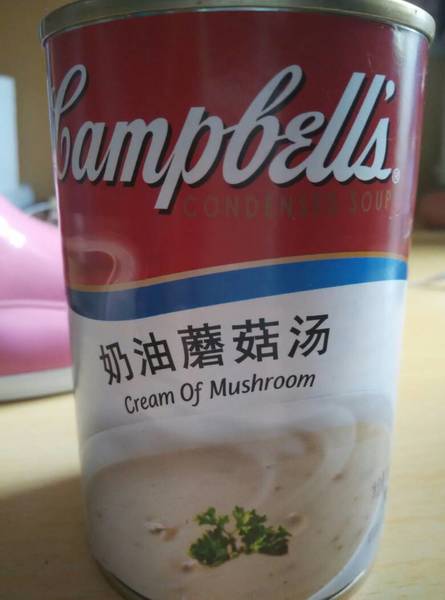 Campbell's®
CONDENSED SOUP
奶油蘑菇汤
Cream Of Mushroom